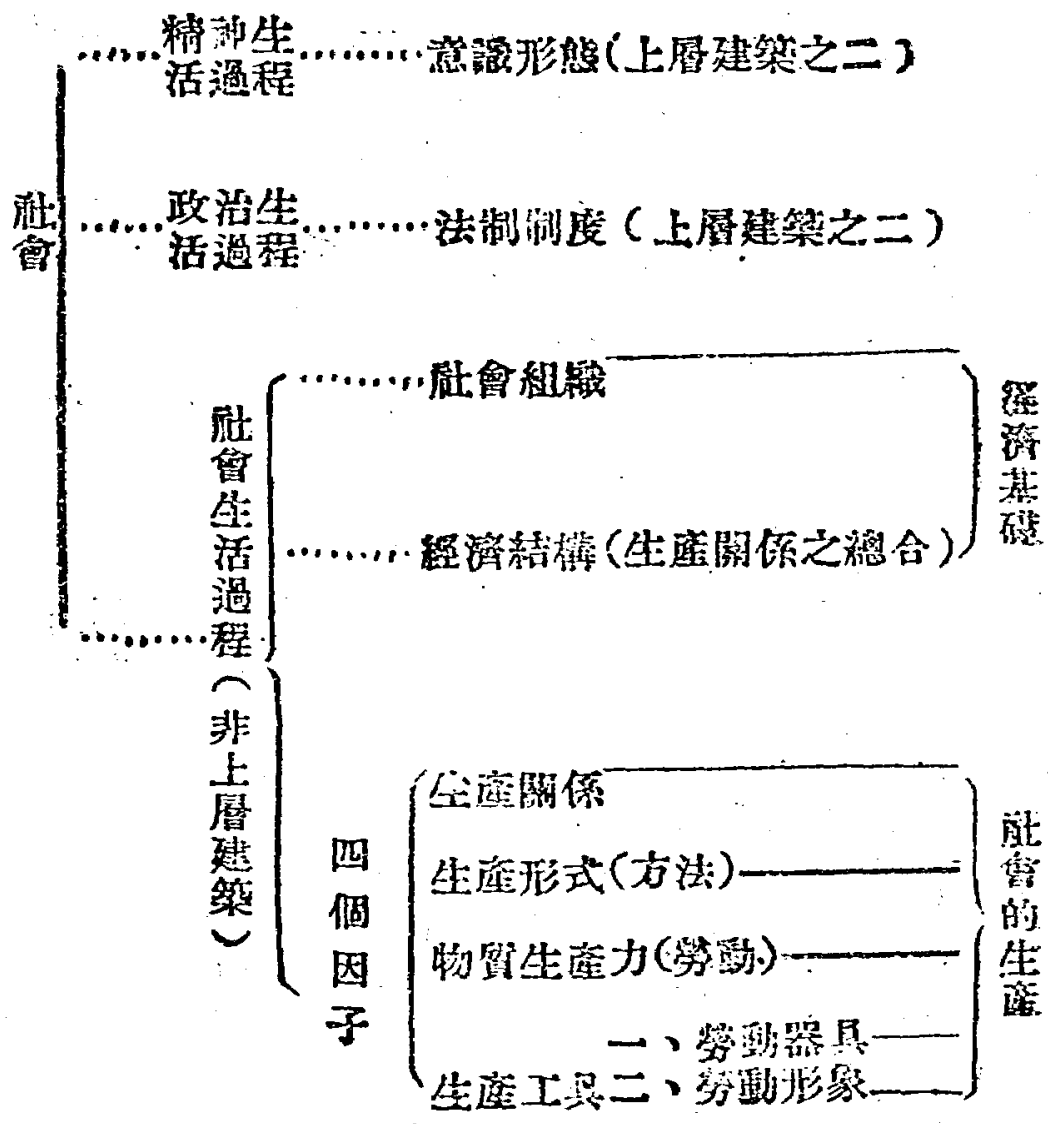 社會
精神生
活過程
意識形態(上層建築之二)
政治生
活過程
法制制度(上層建築之二)
社會生活過程(非上層建築)
社會組織
經濟結構(生產關係之總合)
經濟基礎
四個因子
生產關係
生產形式(方法)
物質生產力(勞動)
一、勞動器具
生產工具二、勞動形象
社會的生產